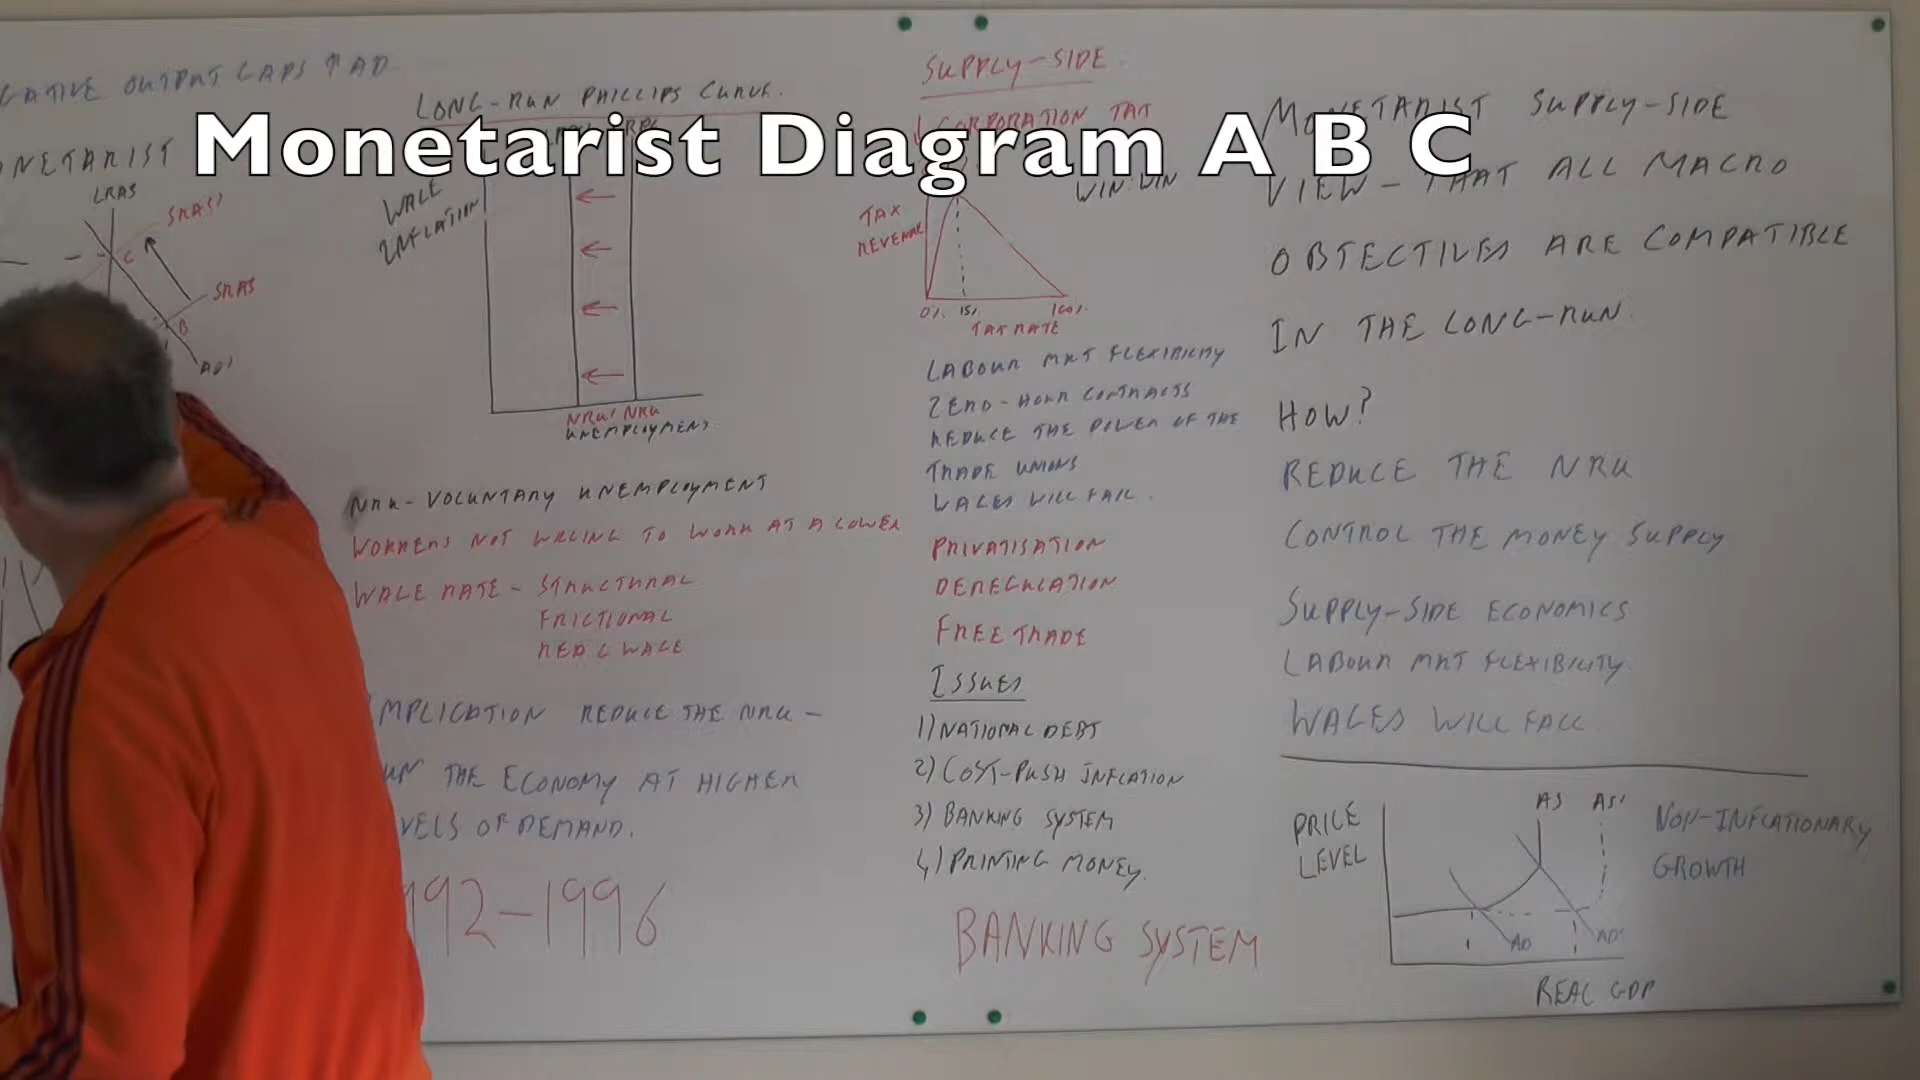 Monetarist Diagram A B C
GATIVE OUTPUT GAPS ↑ AD
ONETARIST
LRAS
SRAS'
C
SRAS
B
AD'
LONG-RUN PHILLIPS CURVE.
WAGE
INFLATION
NRU' NRU
UNEMPLOYMENT
NRU - VOLUNTARY UNEMPLOYMENT
WORKERS NOT WILLING TO WORK AT A LOWER
WAGE RATE - STRUCTURAL
FRICTIONAL
REAL WAGE
IMPLICATION REDUCE THE NRU -
UN THE ECONOMY AT HIGHER
VELS OF DEMAND.
992-1996
SUPPLY-SIDE.
↓ CORPORATION TAX
WIN:WIN
TAX
REVENUE
0%. 15% 100%.
TAX RATE
LABOUR MKT FLEXIBILITY
ZERO-HOUR CONTRACTS
REDUCE THE POWER OF THE
TRADE UNIONS
WAGES WILL FALL.
PRIVATISATION
DEREGULATION
FREE TRADE
ISSUES
1) NATIONAL DEBT
2) COST-PUSH INFLATION
3) BANKING SYSTEM
4) PRINTING MONEY.
BANKING SYSTEM
MONETARIST SUPPLY-SIDE
VIEW - THAT ALL MACRO
OBJECTIVES ARE COMPATIBLE
IN THE LONG-RUN.
HOW?
REDUCE THE NRU
CONTROL THE MONEY SUPPLY
SUPPLY-SIDE ECONOMICS
LABOUR MKT FLEXIBILITY.
WAGES WILL FALL.
PRICE
LEVEL
AS AS'
NON-INFLATIONARY
GROWTH
AD AD'
REAL GDP